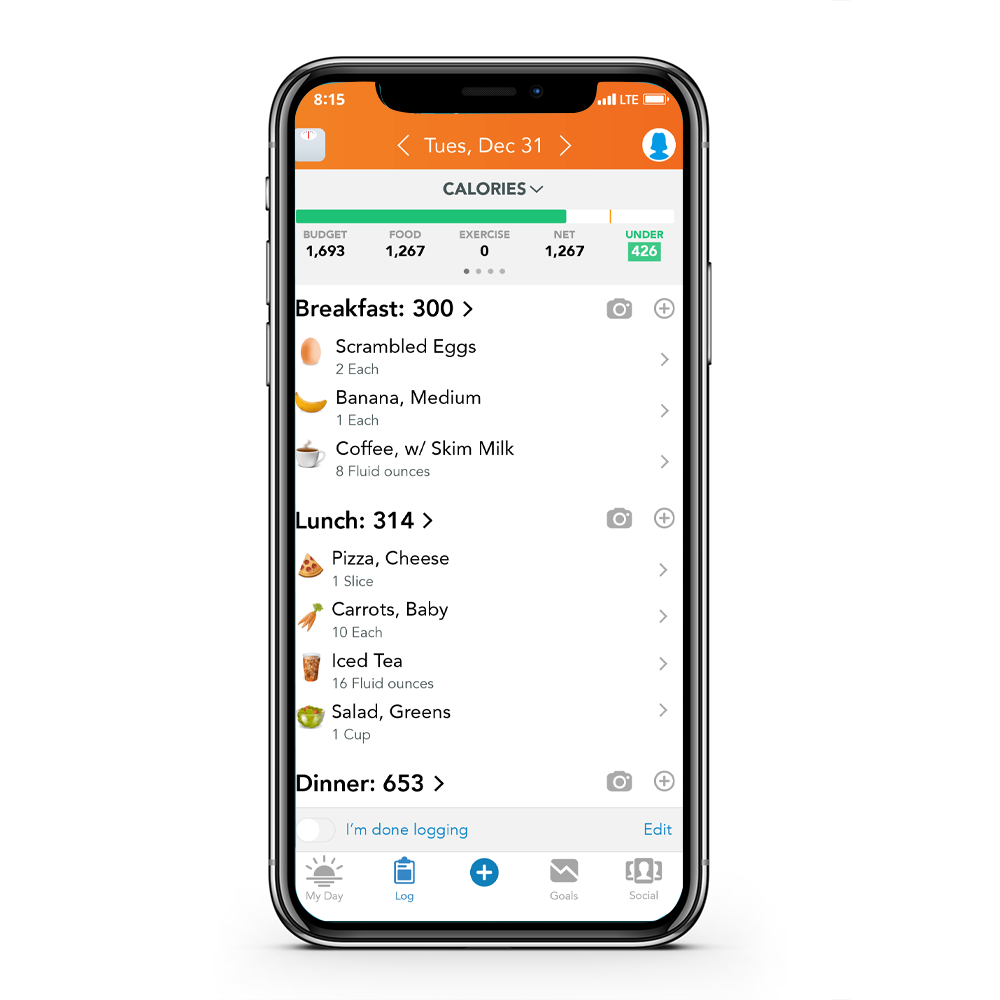 8:15 LTE
Tues, Dec 31
CALORIES
BUDGET FOOD EXERCISE NET UNDER
1,693 1,267 0 1,267 426
Breakfast: 300
Scrambled Eggs
2 Each
Banana, Medium
1 Each
Coffee, w/ Skim Milk
8 Fluid ounces
Lunch: 314
Pizza, Cheese
1 Slice
Carrots, Baby
10 Each
Iced Tea
16 Fluid ounces
Salad, Greens
1 Cup
Dinner: 653
I'm done logging Edit
My Day Log Goals Social